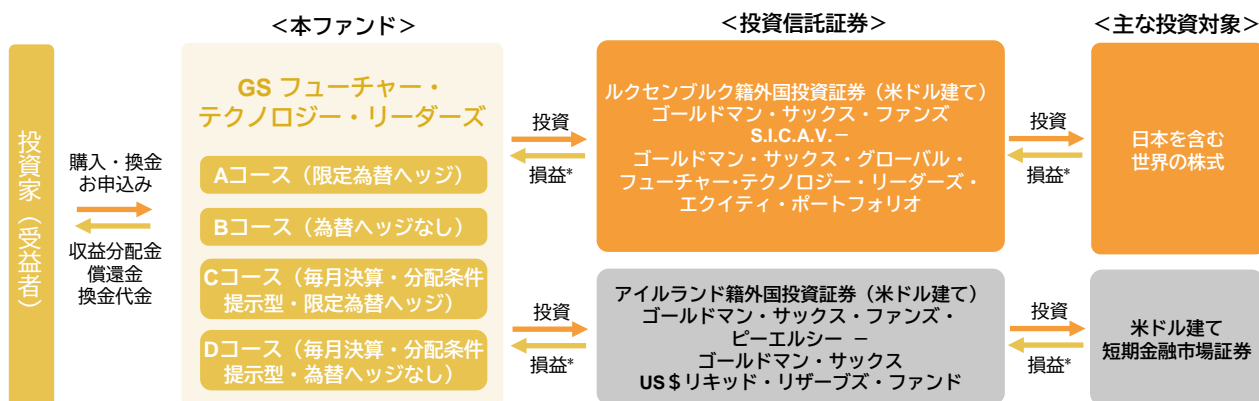 ＜本ファンド＞
＜投資信託証券＞
＜主な投資対象＞
投資家（受益者）
購入・換金
お申込み
収益分配金
償還金
換金代金
GS フューチャー・
テクノロジー・リーダーズ
Aコース（限定為替ヘッジ）
Bコース（為替ヘッジなし）
Cコース（毎月決算・分配条件
提示型・限定為替ヘッジ）
Dコース（毎月決算・分配条件
提示型・為替ヘッジなし）
投資
損益*
ルクセンブルク籍外国投資証券（米ドル建て）
ゴールドマン・サックス・ファンズ
S.I.C.A.V.－
ゴールドマン・サックス・グローバル・
フューチャー・テクノロジー・リーダーズ・
エクイティ・ポートフォリオ
投資
損益*
日本を含む
世界の株式
投資
損益*
アイルランド籍外国投資証券（米ドル建て）
ゴールドマン・サックス・ファンズ・
ピーエルシー －
ゴールドマン・サックス
US＄リキッド・リザーブズ・ファンド
投資
損益*
米ドル建て
短期金融市場証券